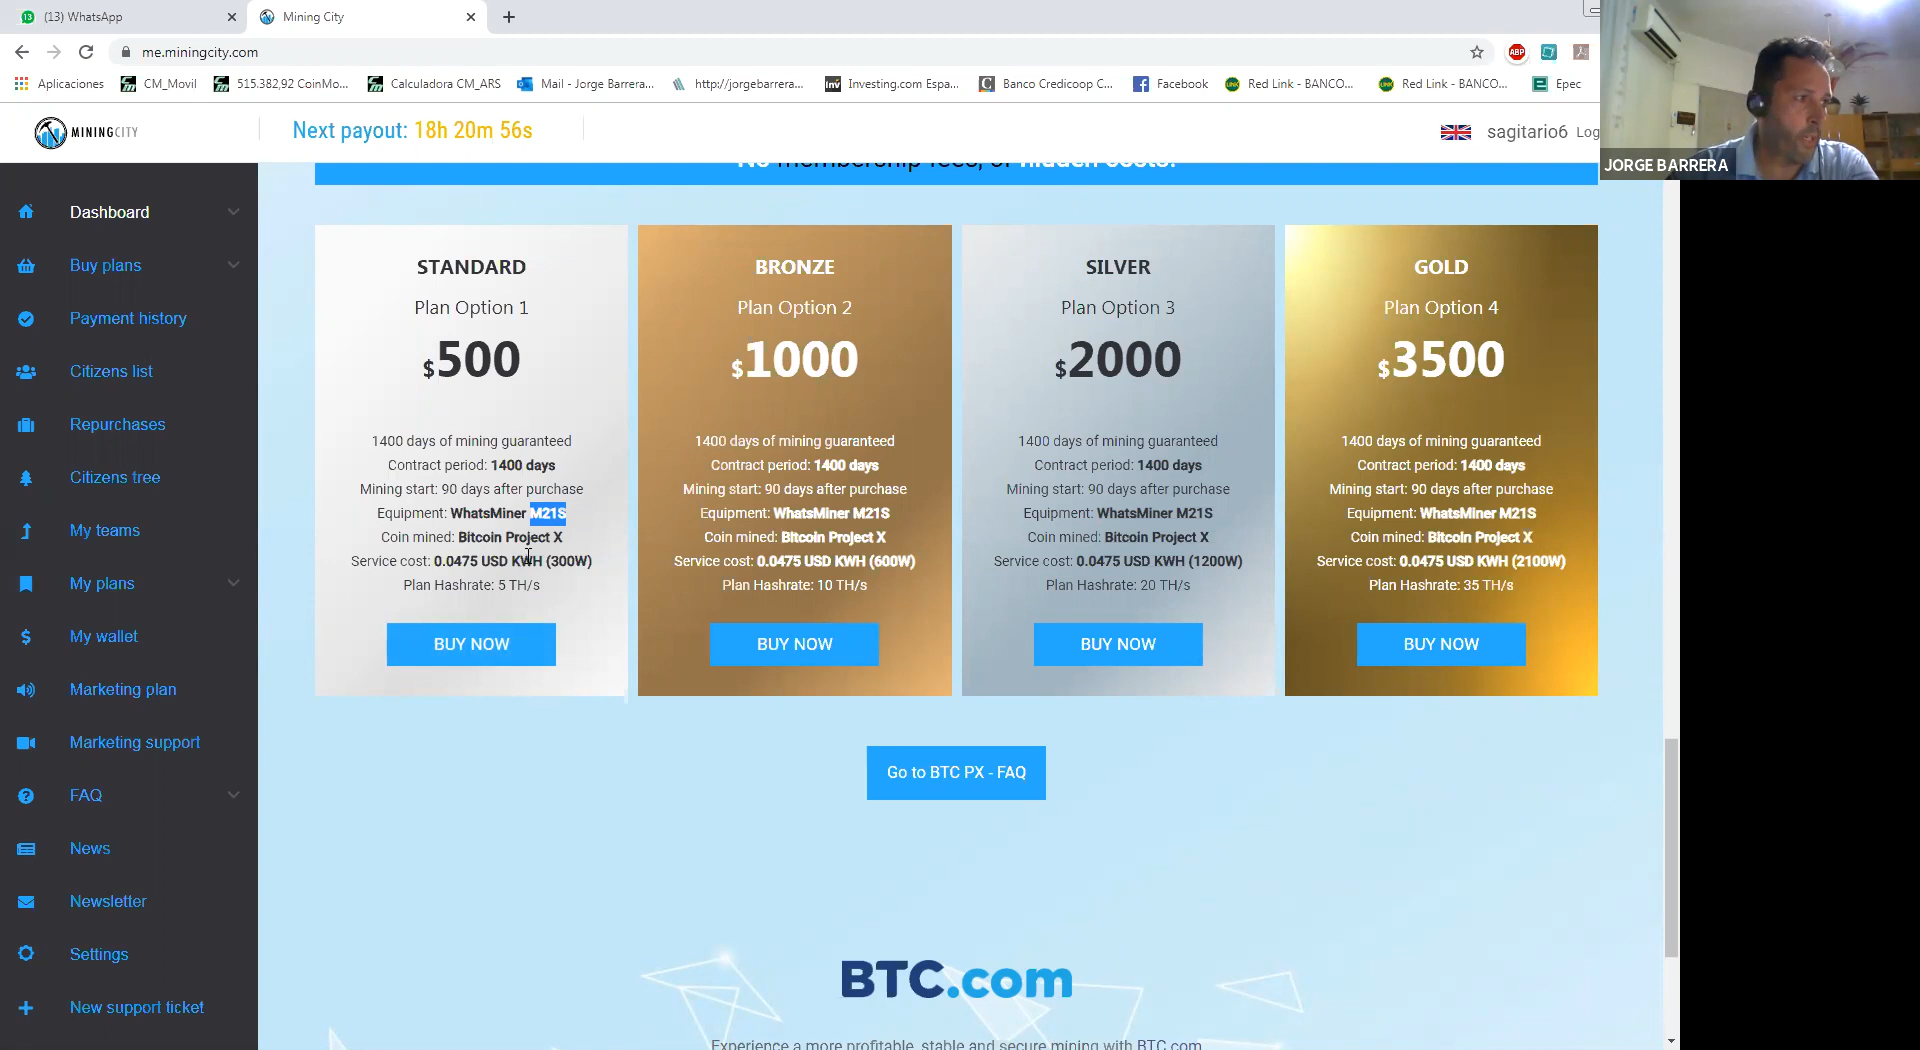 (13) WhatsApp
Mining City
me.miningcity.com
ABP
Aplicaciones
CM_Movil
515.382,92 CoinMo...
Calculadora CM_ARS
Mail - Jorge Barrera...
http://jorgebarrera...
Inv
Investing.com Espa...
Banco Credicoop C...
Facebook
Red Link - BANCO...
Red Link - BANCO...
Epec
MININGCITY
Next payout: 18h 20m 56s
sagitario6
Log
JORGE BARRERA
No membership fees, or hidden costs.
Dashboard
Buy plans
Payment history
Citizens list
Repurchases
Citizens tree
My teams
My plans
My wallet
Marketing plan
Marketing support
FAQ
News
Newsletter
Settings
New support ticket
STANDARD
Plan Option 1
$500
1400 days of mining guaranteed
Contract period: 1400 days
Mining start: 90 days after purchase
Equipment: WhatsMiner M21S
Coin mined: Bitcoin Project X
Service cost: 0.0475 USD KWH (300W)
Plan Hashrate: 5 TH/s
BUY NOW
BRONZE
Plan Option 2
$1000
1400 days of mining guaranteed
Contract period: 1400 days
Mining start: 90 days after purchase
Equipment: WhatsMiner M21S
Coin mined: Bitcoin Project X
Service cost: 0.0475 USD KWH (600W)
Plan Hashrate: 10 TH/s
BUY NOW
SILVER
Plan Option 3
$2000
1400 days of mining guaranteed
Contract period: 1400 days
Mining start: 90 days after purchase
Equipment: WhatsMiner M21S
Coin mined: Bitcoin Project X
Service cost: 0.0475 USD KWH (1200W)
Plan Hashrate: 20 TH/s
BUY NOW
GOLD
Plan Option 4
$3500
1400 days of mining guaranteed
Contract period: 1400 days
Mining start: 90 days after purchase
Equipment: WhatsMiner M21S
Coin mined: Bitcoin Project X
Service cost: 0.0475 USD KWH (2100W)
Plan Hashrate: 35 TH/s
BUY NOW
Go to BTC PX - FAQ
BTC.com
Experience a more profitable, stable and secure mining with BTC.com